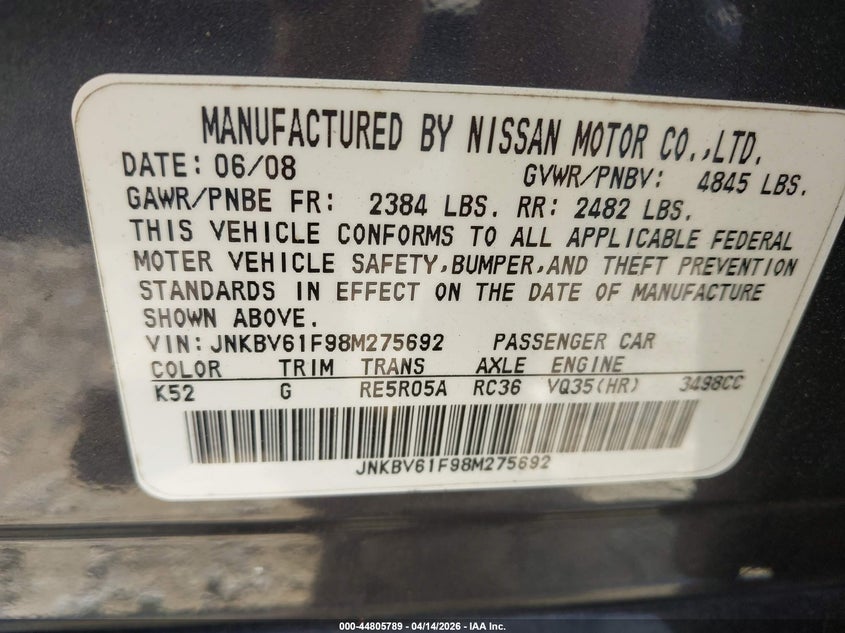 MANUFACTURED BY NISSAN MOTOR CO.,LTD.
DATE: 06/08 GVWR/PNBV: 4845 LBS.
GAWR/PNBE FR: 2384 LBS. RR: 2482 LBS.
THIS VEHICLE CONFORMS TO ALL APPLICABLE FEDERAL
MOTER VEHICLE SAFETY,BUMPER,AND THEFT PREVENTION
STANDARDS IN EFFECT ON THE DATE OF MANUFACTURE
SHOWN ABOVE.
VIN: JNKBV61F98M275692 PASSENGER CAR
COLOR TRIM TRANS AXLE ENGINE
K52 G RE5R05A RC36 VQ35(HR) 3498CC
JNKBV61F98M275692
000-44805789 - 04/14/2026 - IAA Inc.